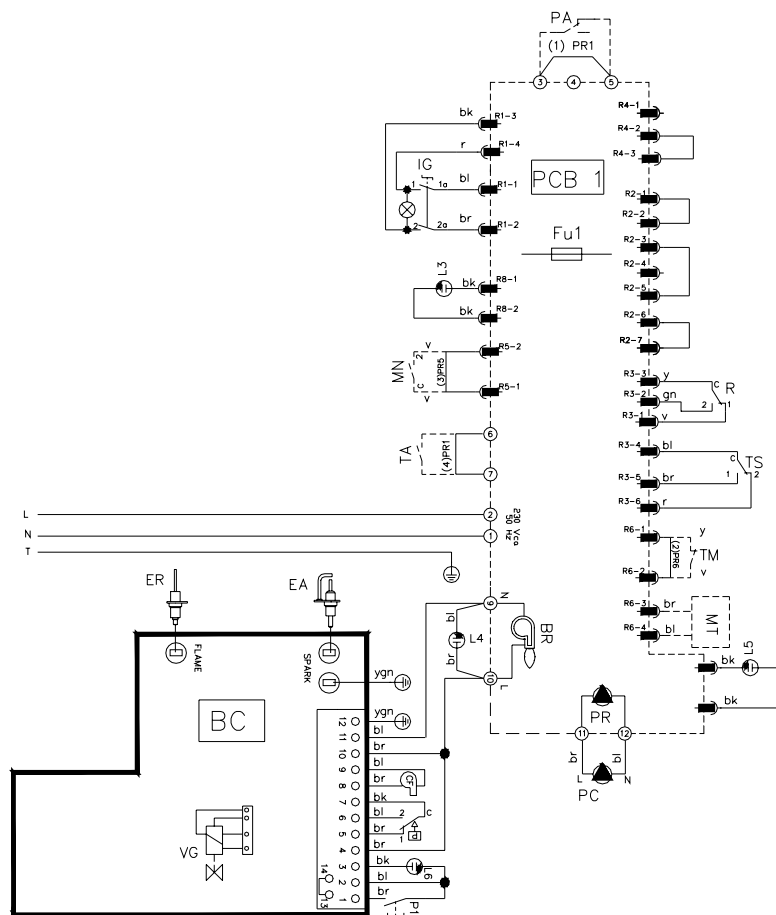 PA
(1) PR1
3 4 5
bk R1-3
r R1-4
IG
1 1a bl R1-1
2 2a br R1-2
PCB 1
Fu1
L3
bk R8-1
bk R8-2
MN
2 v R5-2
(3)PR5
c v R5-1
TA
(4)PR1
6
7
L 2
N 1
T
230 Vca
50 Hz
R4-1
R4-2
R4-3
R2-1
R2-2
R2-3
R2-4
R2-5
R2-6
R2-7
R3-3 y c
R3-2 gn 2 1 R
R3-1 v
R3-4 bl c
TS
R3-5 br 1 2
R3-6 r
R6-1 y
(2)PR6 TM
R6-2 v
R6-3 br
MT
R6-4 bl
bk L5
bk
9 N
bl
L4
br
10 L
BR
PR
11 12
br bl
L N
PC
ER
EA
FLAME
SPARK
ygn
BC
VG
12 ygn
11 bl
10 br
9 bl
8 br CF
7 bk
6 bl 2 c
5 br 1 P
4 br
3 bk L6
2 bl
1 br
14
13
P1